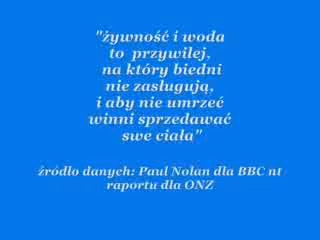 "żywność i woda
to przywilej,
na który biedni
nie zasługują,
i aby nie umrzeć
winni sprzedawać
swe ciała"
źródło danych: Paul Nolan dla BBC nt
raportu dla ONZ